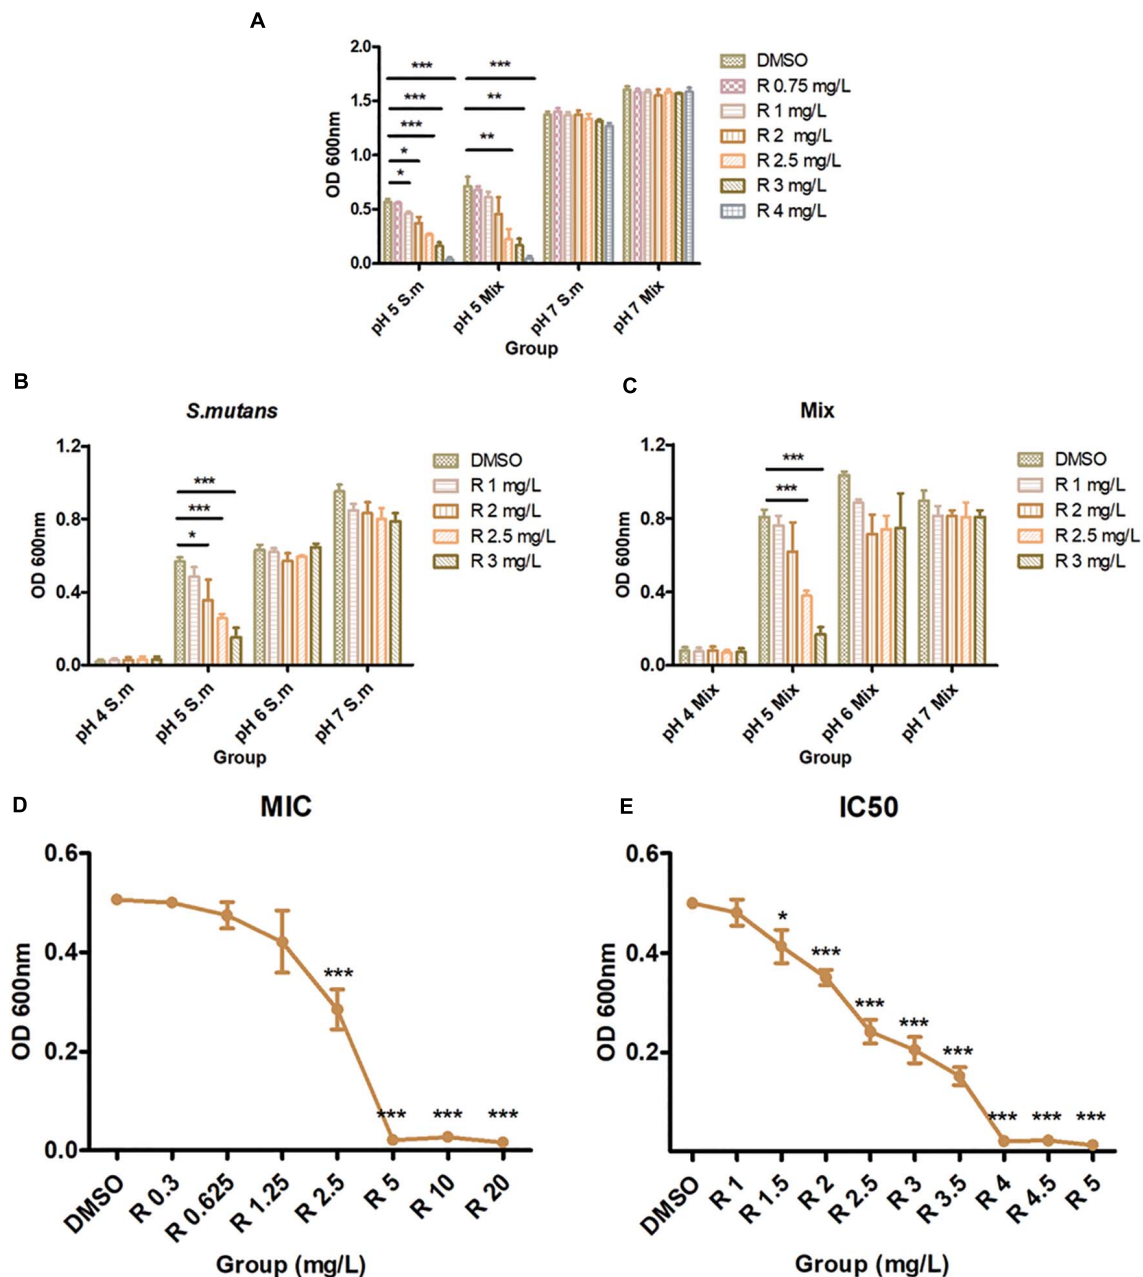 A
2.0
1.5
1.0
0.5
0.0
OD 600nm
*** ***
*** **
***
**
*
*
DMSO
R 0.75 mg/L
R 1 mg/L
R 2 mg/L
R 2.5 mg/L
R 3 mg/L
R 4 mg/L
pH 5 S.m
pH 5 Mix
pH 7 S.m
pH 7 Mix
Group
B
S.mutans
1.2
0.8
0.4
0.0
OD 600nm
***
***
*
DMSO
R 1 mg/L
R 2 mg/L
R 2.5 mg/L
R 3 mg/L
pH 4 S.m
pH 5 S.m
pH 6 S.m
pH 7 S.m
Group
C
Mix
1.2
0.8
0.4
0.0
OD 600nm
***
***
DMSO
R 1 mg/L
R 2 mg/L
R 2.5 mg/L
R 3 mg/L
pH 4 Mix
pH 5 Mix
pH 6 Mix
pH 7 Mix
Group
D
MIC
0.6
0.4
0.2
0.0
OD 600nm
***
*** *** ***
DMSO
R 0.3
R 0.625
R 1.25
R 2.5
R 5
R 10
R 20
Group (mg/L)
E
IC50
0.6
0.4
0.2
OD 600nm
*
***
***
***
***
*** *** ***
DMSO
R 1
R 1.5
R 2
R 2.5
R 3
R 3.5
R 4
R 4.5
R 5
Group (mg/L)